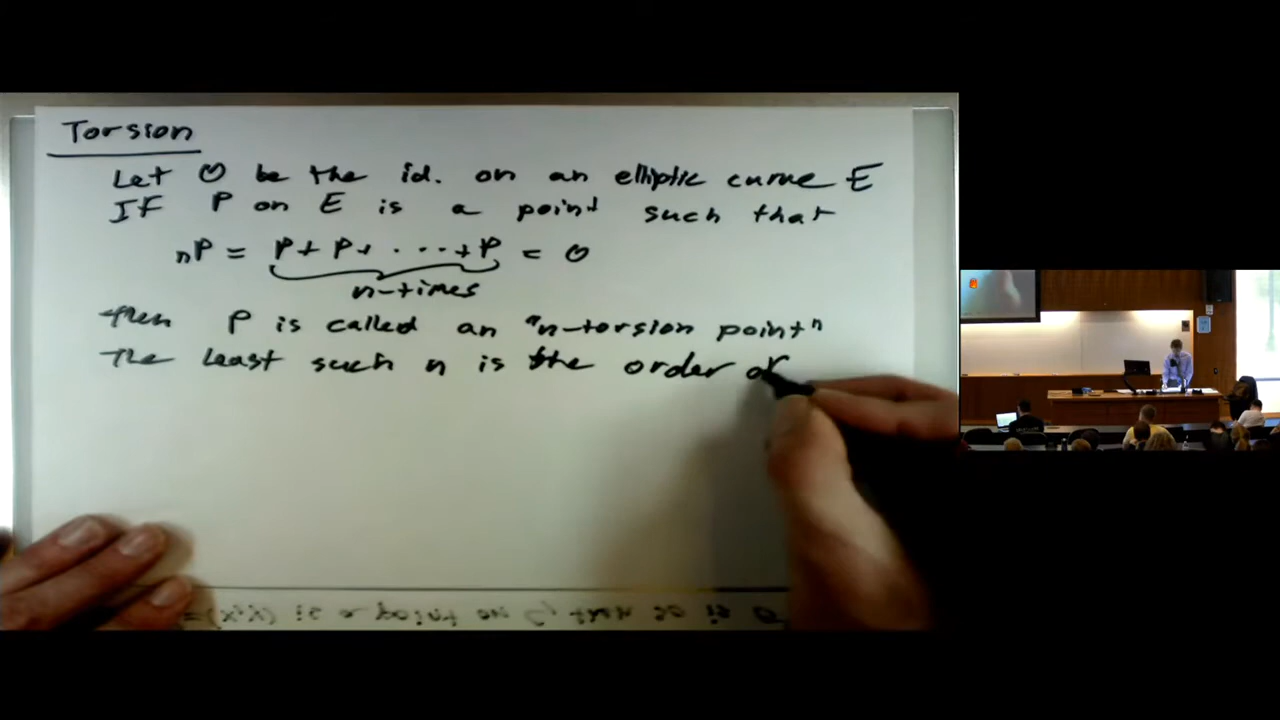 Torsion
Let O be the id. on an elliptic curve E
If P on E is a point such that
nP = P + P + · · · · + P = O
n-times
then P is called an "n-torsion point"
The least such n is the order of